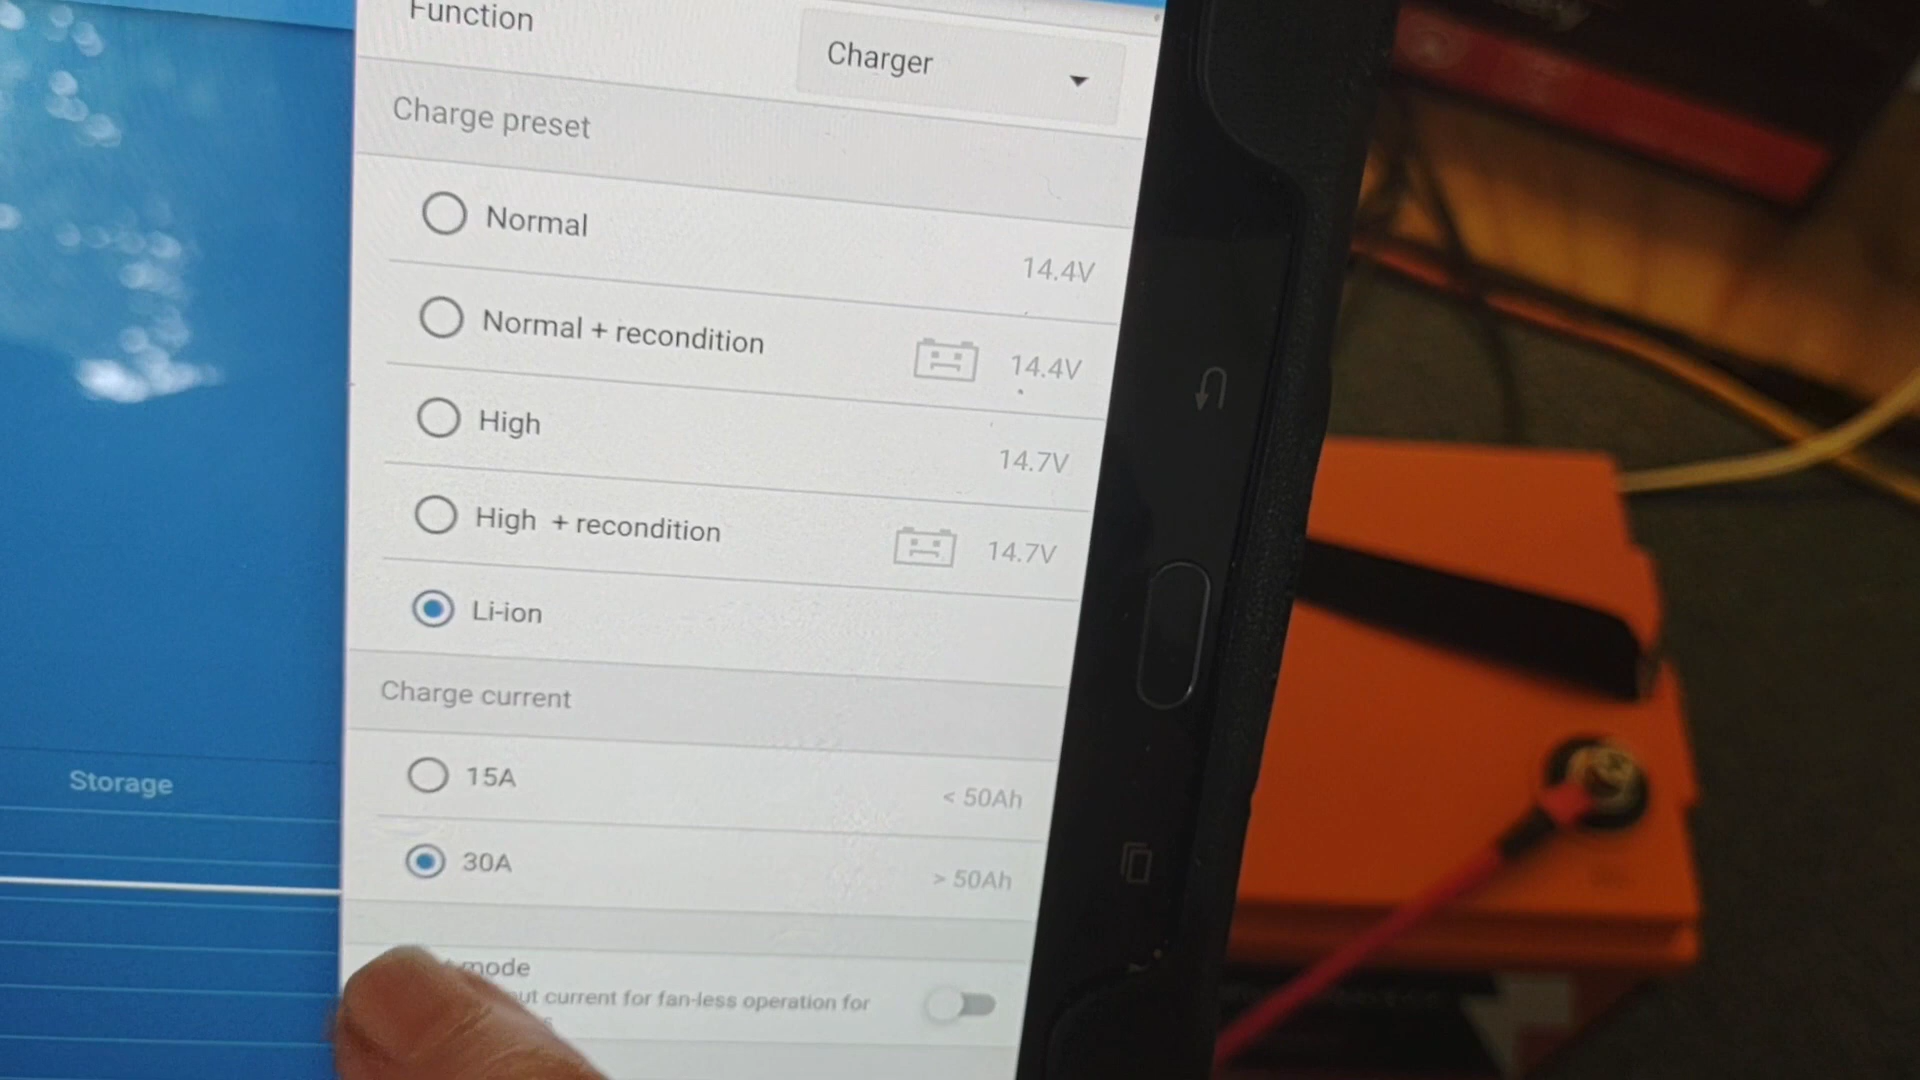 Function
Charger
Charge preset
Normal
14.4V
Normal + recondition
14.4V
High
14.7V
High + recondition
14.7V
Li-ion
Charge current
15A
< 50Ah
30A
> 50Ah
mode
current for fan-less operation for
Storage